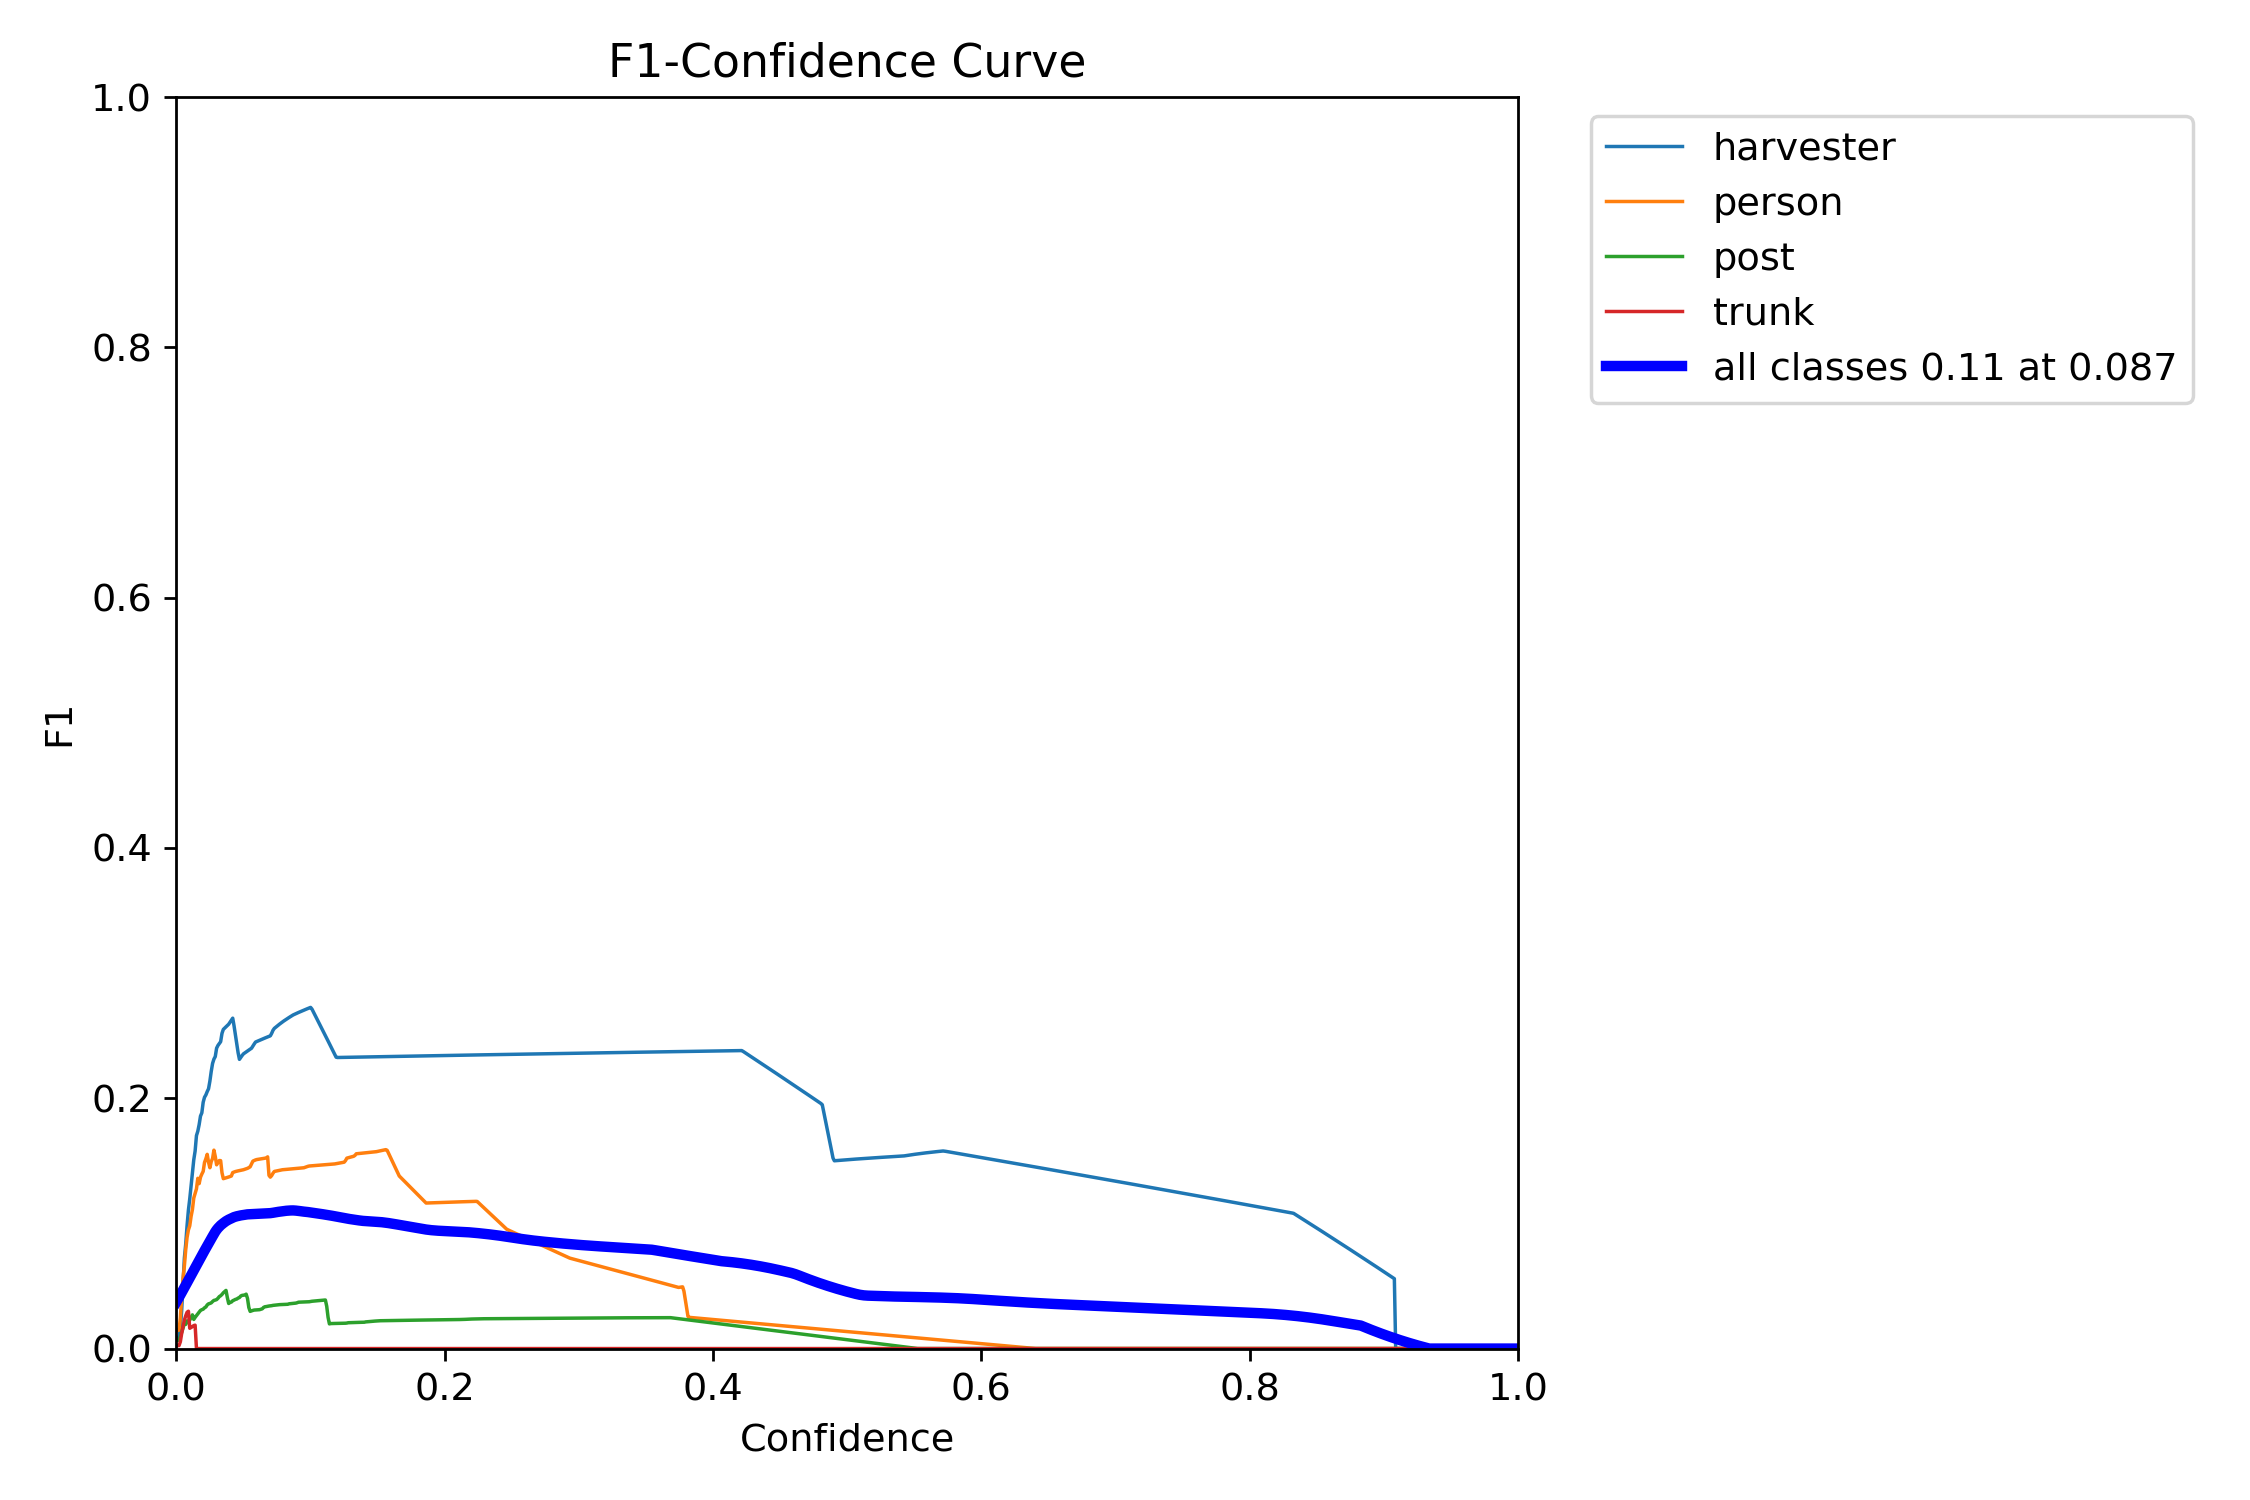 F1-Confidence Curve
1.0
0.8
0.6
0.4
0.2
0.0
F1
0.0 0.2 0.4 0.6 0.8 1.0
Confidence
harvester
person
post
trunk
all classes 0.11 at 0.087